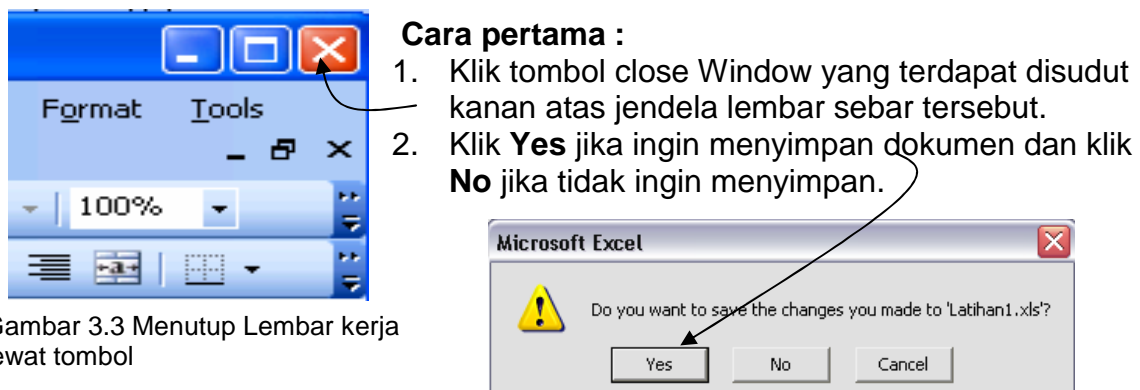 Format Tools
100%
a
Gambar 3.3 Menutup Lembar kerja
ewat tombol
Cara pertama :
1. Klik tombol close Window yang terdapat disudut
kanan atas jendela lembar sebar tersebut.
2. Klik Yes jika ingin menyimpan dokumen dan klik
No jika tidak ingin menyimpan.
Microsoft Excel
Do you want to save the changes you made to 'Latihan1.xls'?
Yes No Cancel